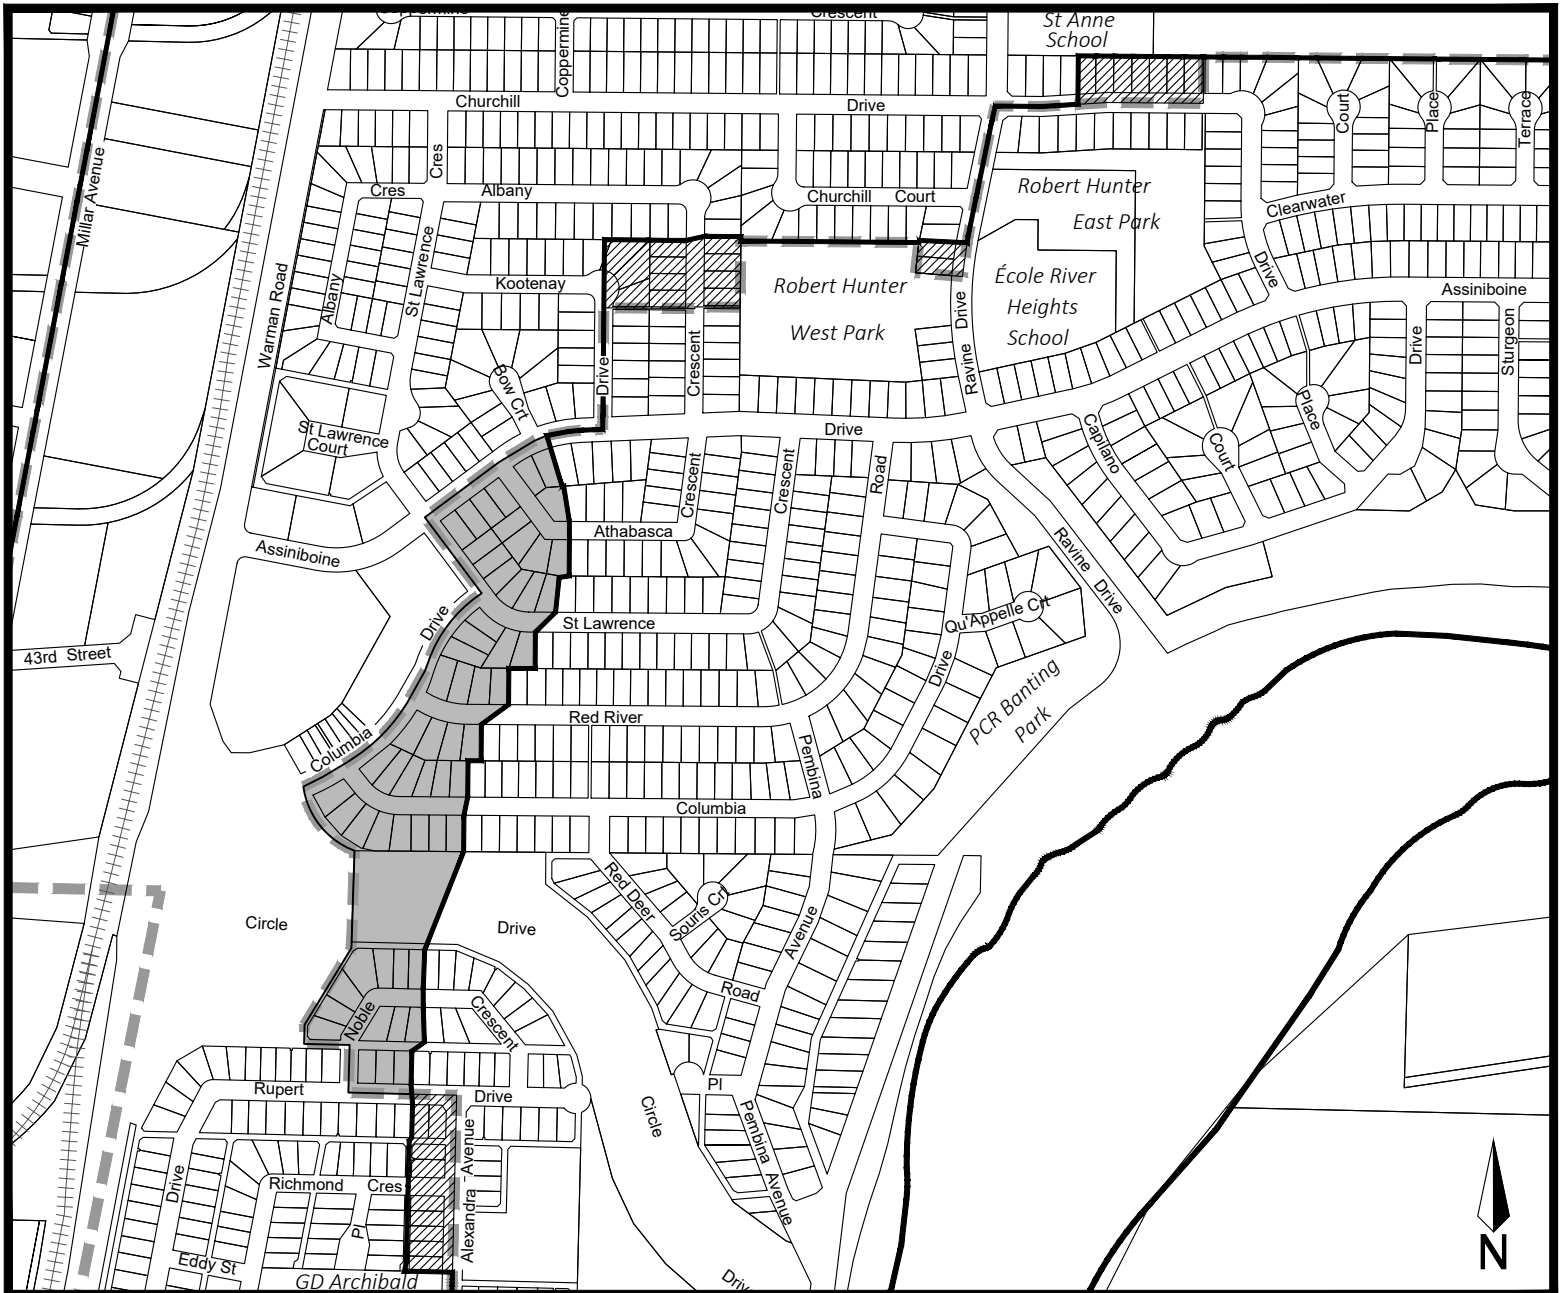 Coppermine
Crescent
St Anne
School
Coppermine
Churchill
Drive
Court
Place
Terrace
Millar Avenue
Cres
Cres
Albany
Churchill Court
Robert Hunter
East Park
Clearwater
Warman Road
Albany
St Lawrence
Kootenay
Robert Hunter
West Park
Drive
École River
Heights
School
Drive
Assiniboine
Bow Crt
Drive
Crescent
Ravine
Drive
Sturgeon
St Lawrence
Court
Drive
Capilano
Court
Place
Crescent
Crescent
Road
Assiniboine
Athabasca
Ravine Drive
Drive
St Lawrence
Qu'Appelle Crt
43rd Street
Drive
PCR Banting
Park
Columbia
Red River
Pembina
Columbia
Red Deer
Souris Crt
Circle
Drive
Avenue
Noble
Crescent
Road
Rupert
Drive
Pl
Circle
Pembina Avenue
Drive
Richmond Cres
Alexandra Avenue
Pl
Eddy St
GD Archibald
Drive
N